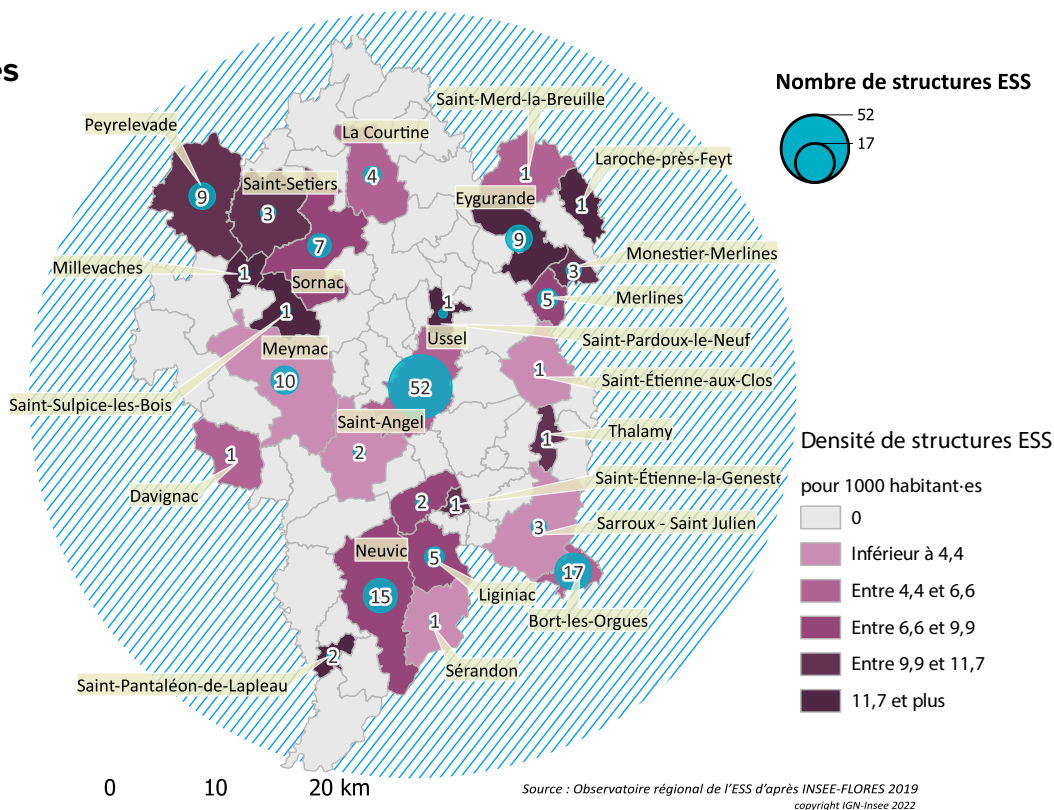 es
Nombre de structures ESS
52
17
Saint-Merd-la-Breuille
Peyrelevade
La Courtine
Laroche-près-Feyt
1
4
Saint-Setiers
Eygurande
9
3
1
7
9
Monestier-Merlines
Millevaches
1
3
Sornac
5
Merlines
1
1
Saint-Pardoux-le-Neuf
Ussel
Meymac
1
10
52
Saint-Étienne-aux-Clos
Saint-Sulpice-les-Bois
Saint-Angel
Thalamy
1
2
1
Davignac
Saint-Étienne-la-Geneste
2
1
3
Sarroux - Saint Julien
Neuvic
5
17
15
Liginiac
Bort-les-Orgues
1
2
Sérandon
Saint-Pantaléon-de-Lapleau
Densité de structures ESS
pour 1000 habitant·es
0
Inférieur à 4,4
Entre 4,4 et 6,6
Entre 6,6 et 9,9
Entre 9,9 et 11,7
11,7 et plus
0 10 20 km
Source : Observatoire régional de l'ESS d'après INSEE-FLORES 2019
copyright IGN-Insee 2022